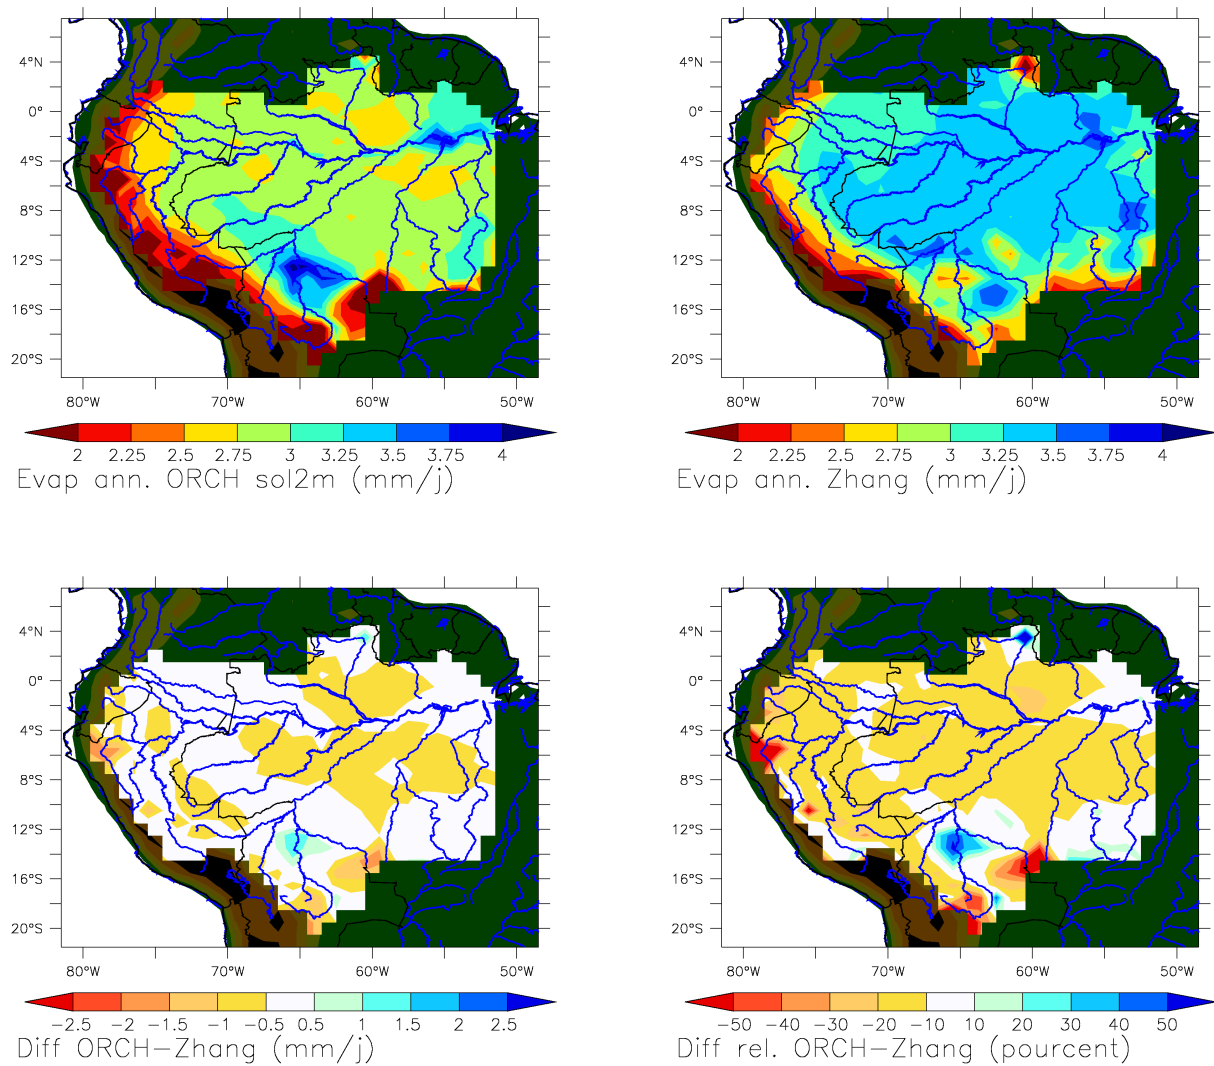 4°N 4°N
0° 0°
4°S 4°S
8°S 8°S
12°S 12°S
16°S 16°S
20°S 20°S
80°W 70°W 60°W 50°W 80°W 70°W 60°W 50°W
2 2.25 2.5 2.75 3 3.25 3.5 3.75 4 2 2.25 2.5 2.75 3 3.25 3.5 3.75 4
Evap ann. ORCH sol2m (mm/j) Evap ann. Zhang (mm/j)
4°N 4°N
0° 0°
4°S 4°S
8°S 8°S
12°S 12°S
16°S 16°S
20°S 20°S
80°W 70°W 60°W 50°W 80°W 70°W 60°W 50°W
−2.5 −2 −1.5 −1 −0.5 0.5 1 1.5 2 2.5 −50 −40 −30 −20 −10 10 20 30 40 50
Diff ORCH−Zhang (mm/j) Diff rel. ORCH−Zhang (pourcent)